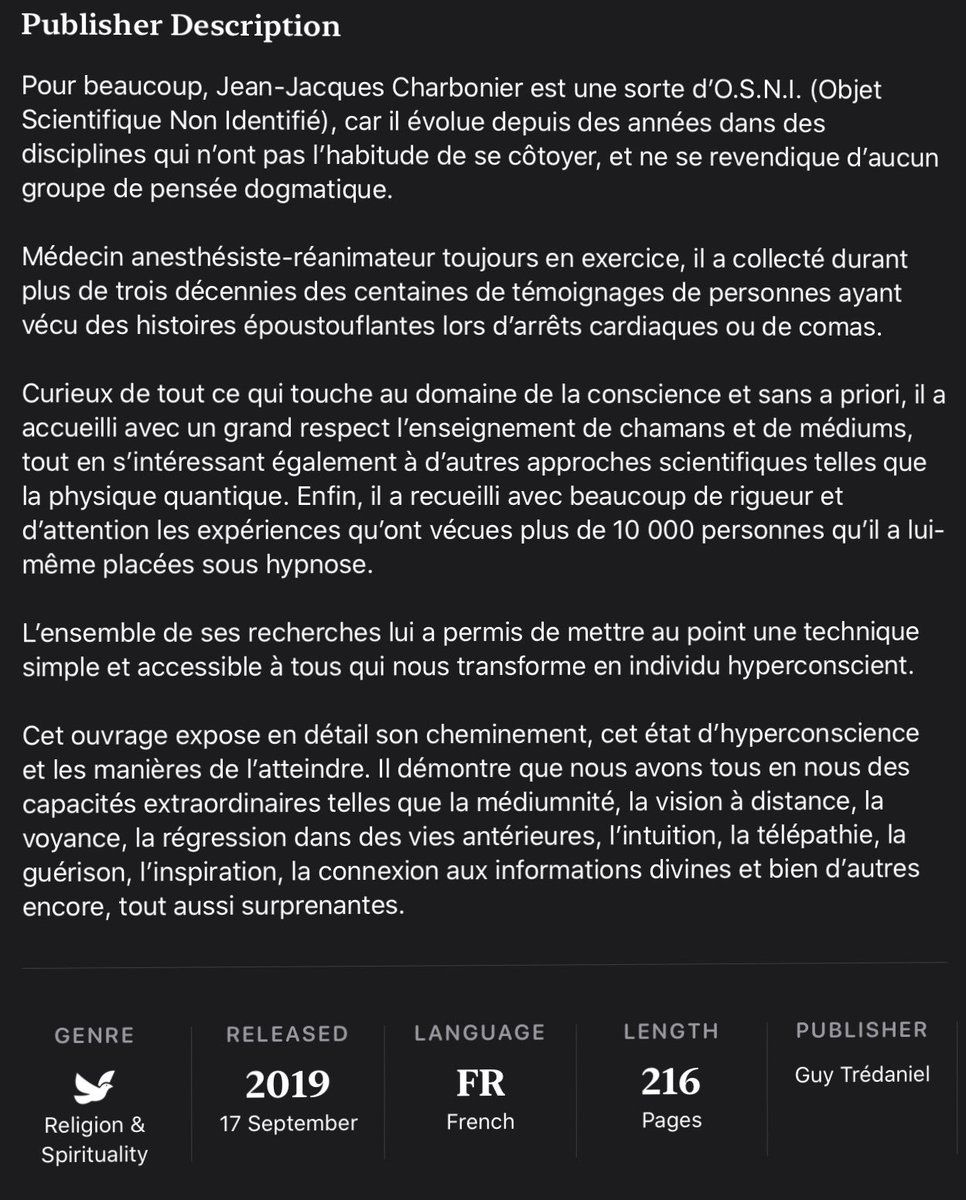 Publisher Description
Pour beaucoup, Jean-Jacques Charbonier est une sorte d’O.S.N.I. (Objet
Scientifique Non Identifié), car il évolue depuis des années dans des
disciplines qui n’ont pas l’habitude de se côtoyer, et ne se revendique d’aucun
groupe de pensée dogmatique.
Médecin anesthésiste-réanimateur toujours en exercice, il a collecté durant
plus de trois décennies des centaines de témoignages de personnes ayant
vécu des histoires époustouflantes lors d’arrêts cardiaques ou de comas.
Curieux de tout ce qui touche au domaine de la conscience et sans a priori, il a
accueilli avec un grand respect l’enseignement de chamans et de médiums,
tout en s’intéressant également à d’autres approches scientifiques telles que
la physique quantique. Enfin, il a recueilli avec beaucoup de rigueur et
d’attention les expériences qu’ont vécues plus de 10 000 personnes qu’il a lui-
même placées sous hypnose.
L’ensemble de ses recherches lui a permis de mettre au point une technique
simple et accessible à tous qui nous transforme en individu hyperconscient.
Cet ouvrage expose en détail son cheminement, cet état d’hyperconscience
et les manières de l’atteindre. Il démontre que nous avons tous en nous des
capacités extraordinaires telles que la médiumnité, la vision à distance, la
voyance, la régression dans des vies antérieures, l’intuition, la télépathie, la
guérison, l’inspiration, la connexion aux informations divines et bien d’autres
encore, tout aussi surprenantes.
GENRE
Religion &
Spirituality
RELEASED
2019
17 September
LANGUAGE
FR
French
LENGTH
216
Pages
PUBLISHER
Guy Trédaniel